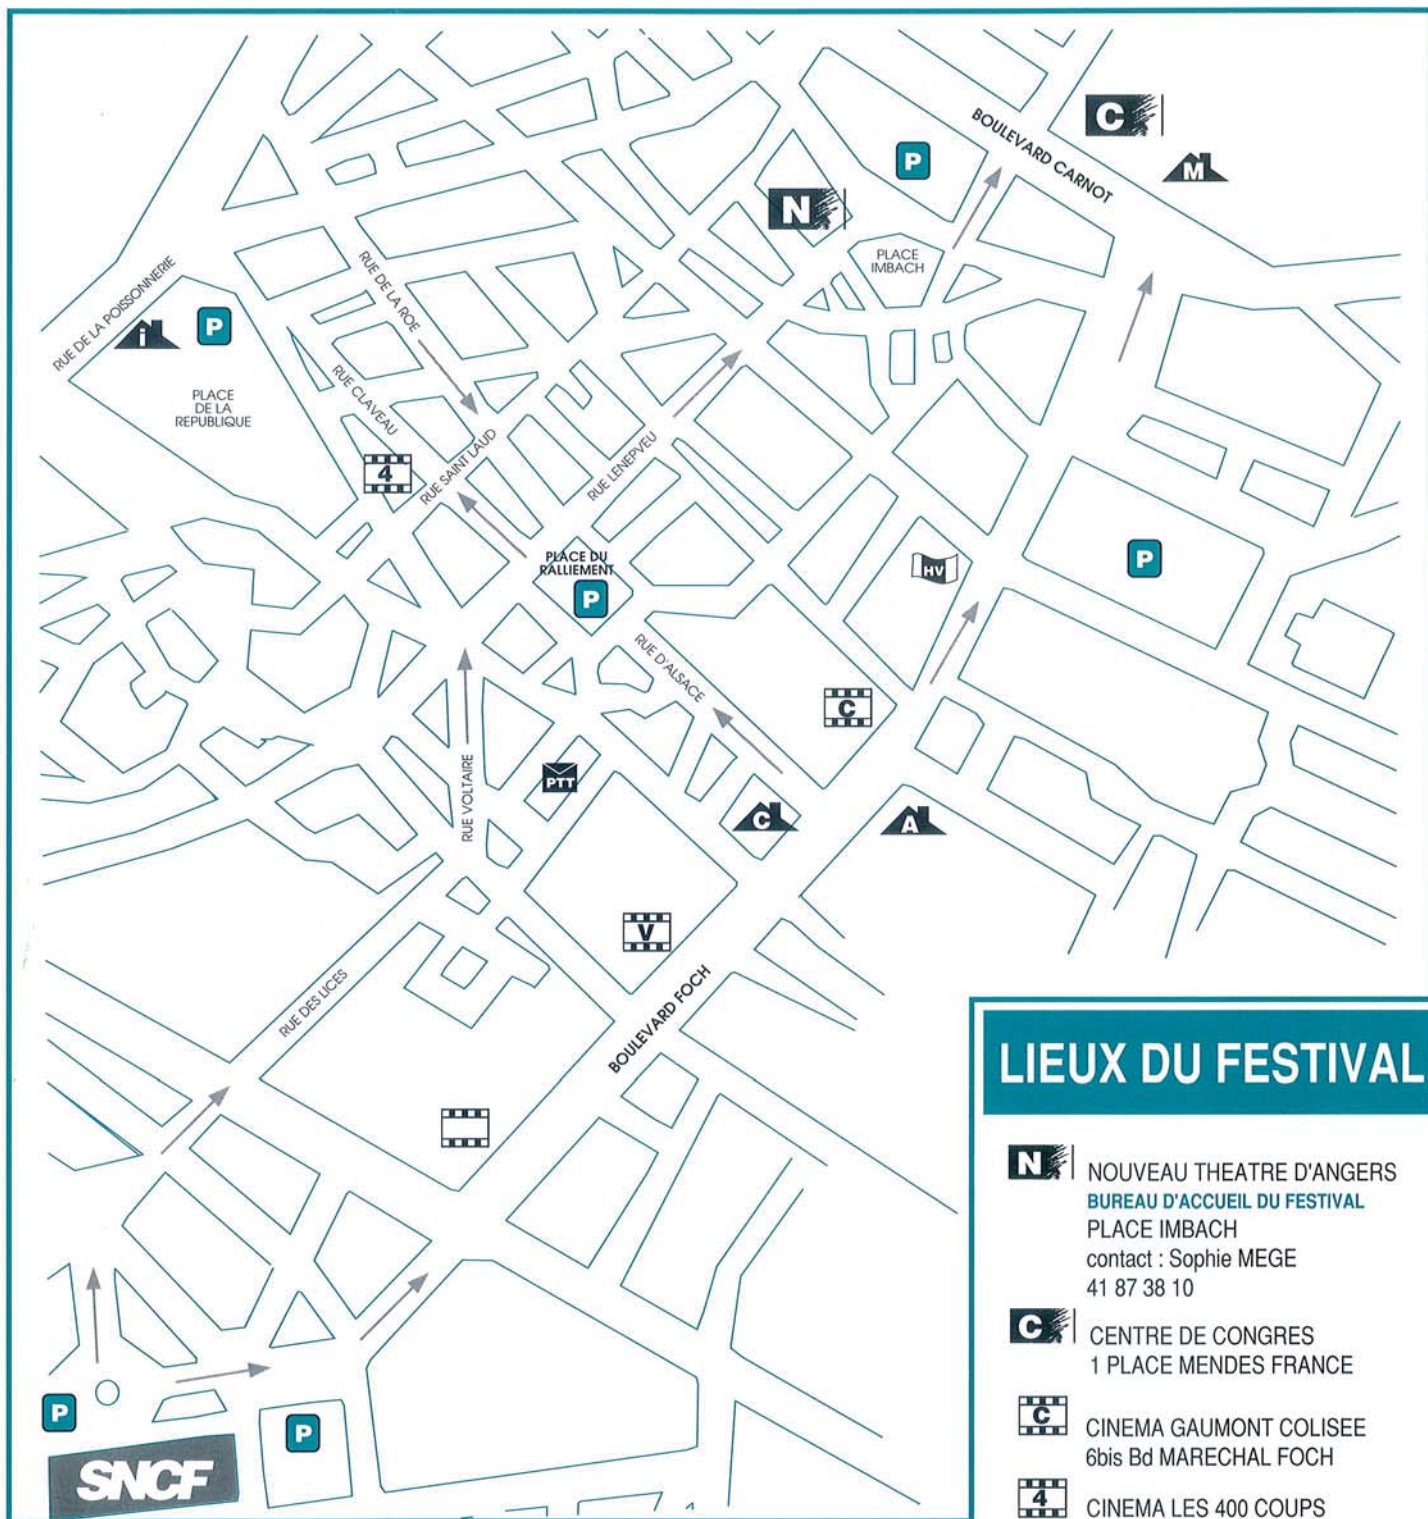 BOULEVARD CARNOT
C
M
P
N
PLACE
IMBACH
RUE DE LA POISSONNERIE
i
P
RUE DE LA ROE
PLACE
DE LA
REPUBLIQUE
RUE CLAVEAU
4
RUE SAINT LAUD
RUE LENEPVEU
PLACE DU
RALLIEMENT
P
HV
P
RUE D'ALSACE
C
RUE VOLTAIRE
PTT
C
A
V
RUE DES LICES
BOULEVARD FOCH
P
P
SNCF
LIEUX DU FESTIVAL
N NOUVEAU THEATRE D'ANGERS
BUREAU D'ACCUEIL DU FESTIVAL
PLACE IMBACH
contact : Sophie MEGE
41 87 38 10
C CENTRE DE CONGRES
1 PLACE MENDES FRANCE
C CINEMA GAUMONT COLISEE
6bis Bd MARECHAL FOCH
4 CINEMA LES 400 COUPS